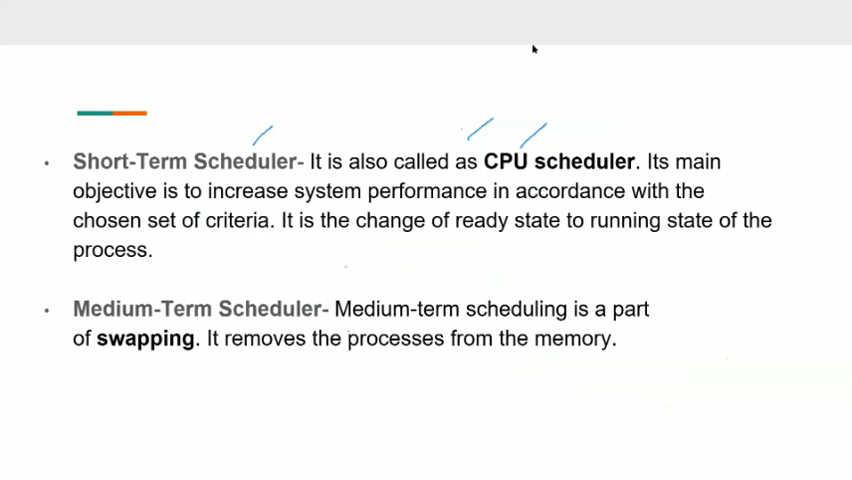 • Short-Term Scheduler- It is also called as CPU scheduler. Its main
objective is to increase system performance in accordance with the
chosen set of criteria. It is the change of ready state to running state of the
process.
• Medium-Term Scheduler- Medium-term scheduling is a part
of swapping. It removes the processes from the memory.